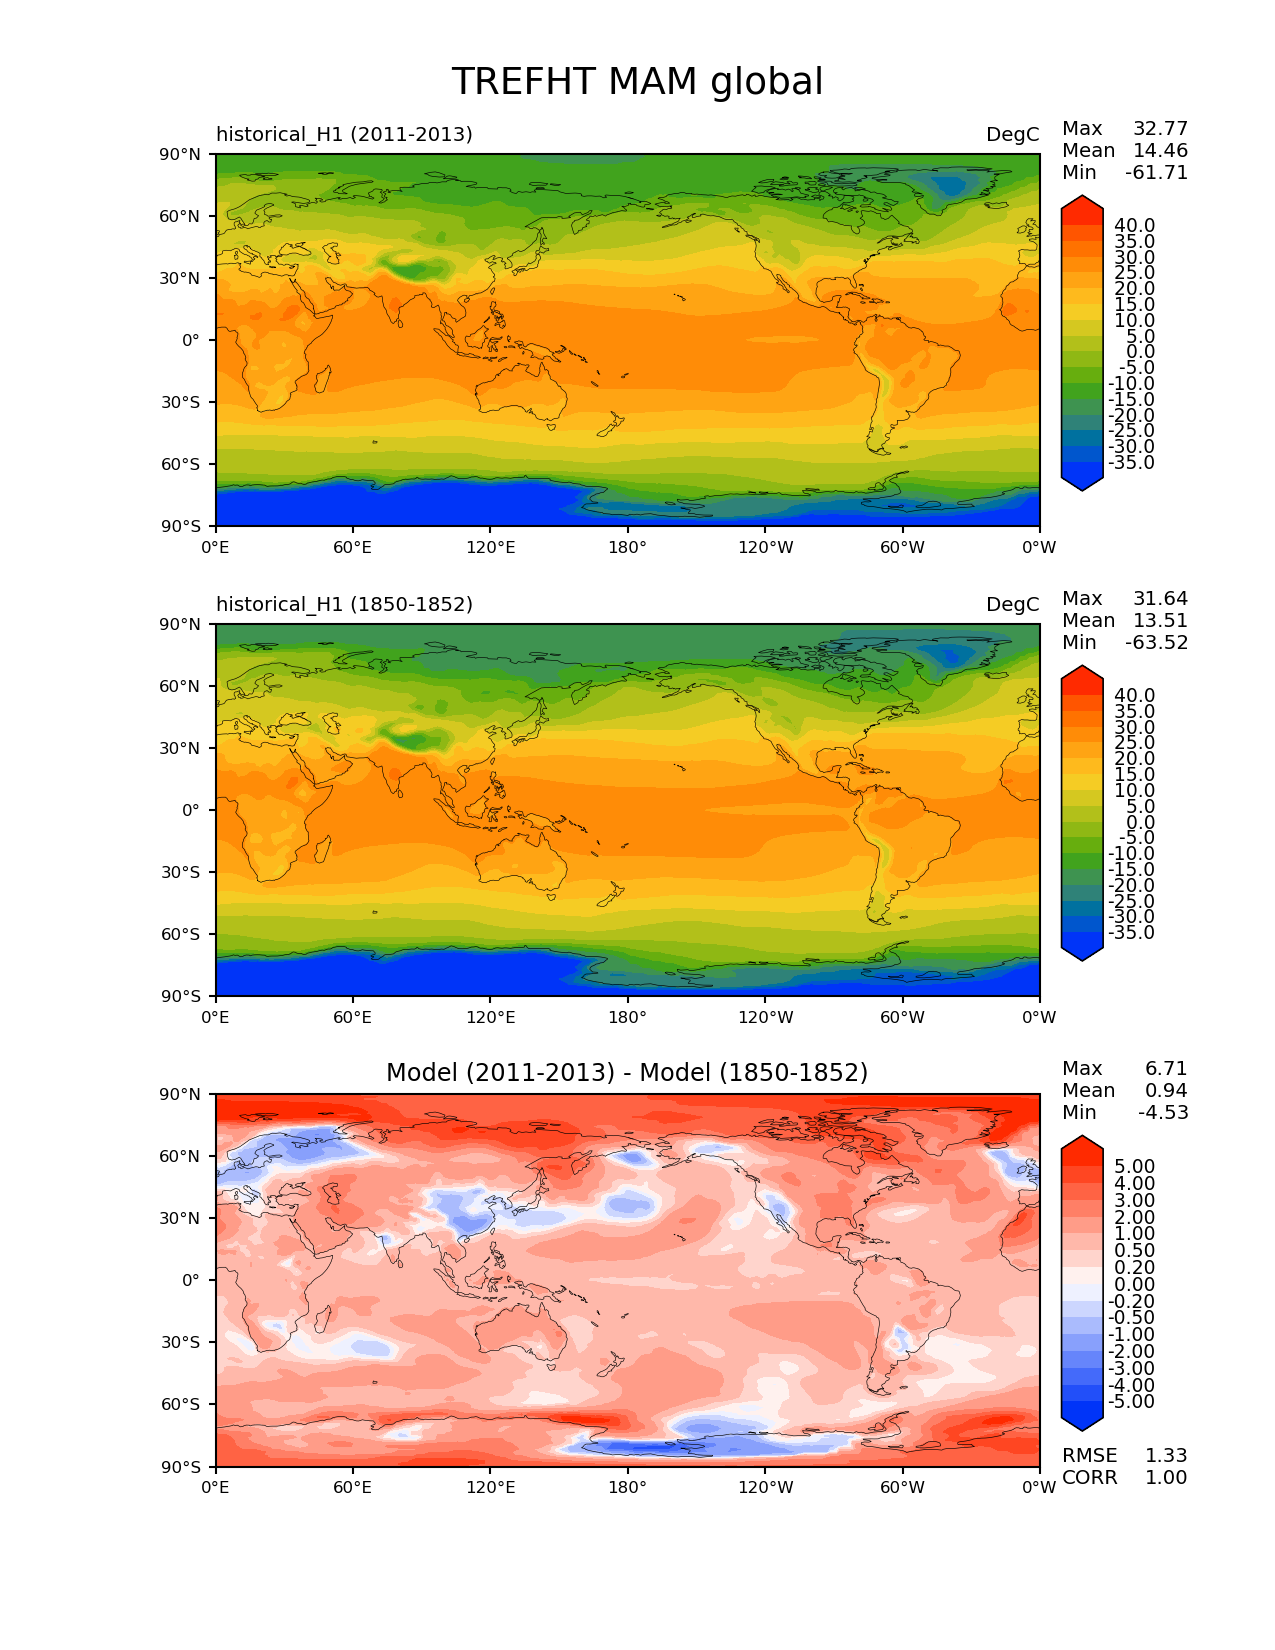 TREFHT MAM global
historical_H1 (2011-2013) DegC
Max 32.77
Mean 14.46
Min -61.71
90°N
60°N
30°N
0°
30°S
60°S
90°S
0°E 60°E 120°E 180° 120°W 60°W 0°W
40.0
35.0
30.0
25.0
20.0
15.0
10.0
5.0
0.0
-5.0
-10.0
-15.0
-20.0
-25.0
-30.0
-35.0
historical_H1 (1850-1852) DegC
Max 31.64
Mean 13.51
Min -63.52
90°N
60°N
30°N
0°
30°S
60°S
90°S
0°E 60°E 120°E 180° 120°W 60°W 0°W
40.0
35.0
30.0
25.0
20.0
15.0
10.0
5.0
0.0
-5.0
-10.0
-15.0
-20.0
-25.0
-30.0
-35.0
Model (2011-2013) - Model (1850-1852)
Max 6.71
Mean 0.94
Min -4.53
90°N
60°N
30°N
0°
30°S
60°S
90°S
0°E 60°E 120°E 180° 120°W 60°W 0°W
5.00
4.00
3.00
2.00
1.00
0.50
0.20
0.00
-0.20
-0.50
-1.00
-2.00
-3.00
-4.00
-5.00
RMSE 1.33
CORR 1.00